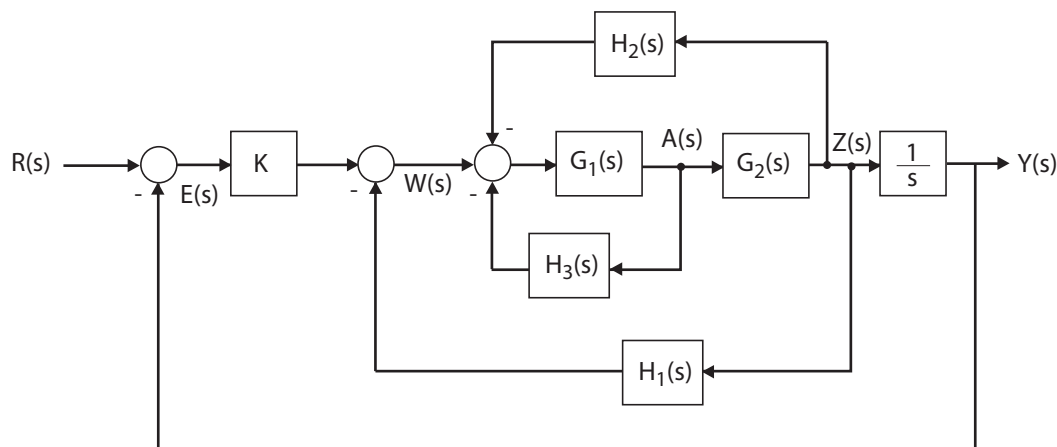 H2(s)
-
R(s)
K
G1(s)
A(s)
G2(s)
Z(s)
1
s
Y(s)
-
E(s)
-
W(s)
-
H3(s)
H1(s)